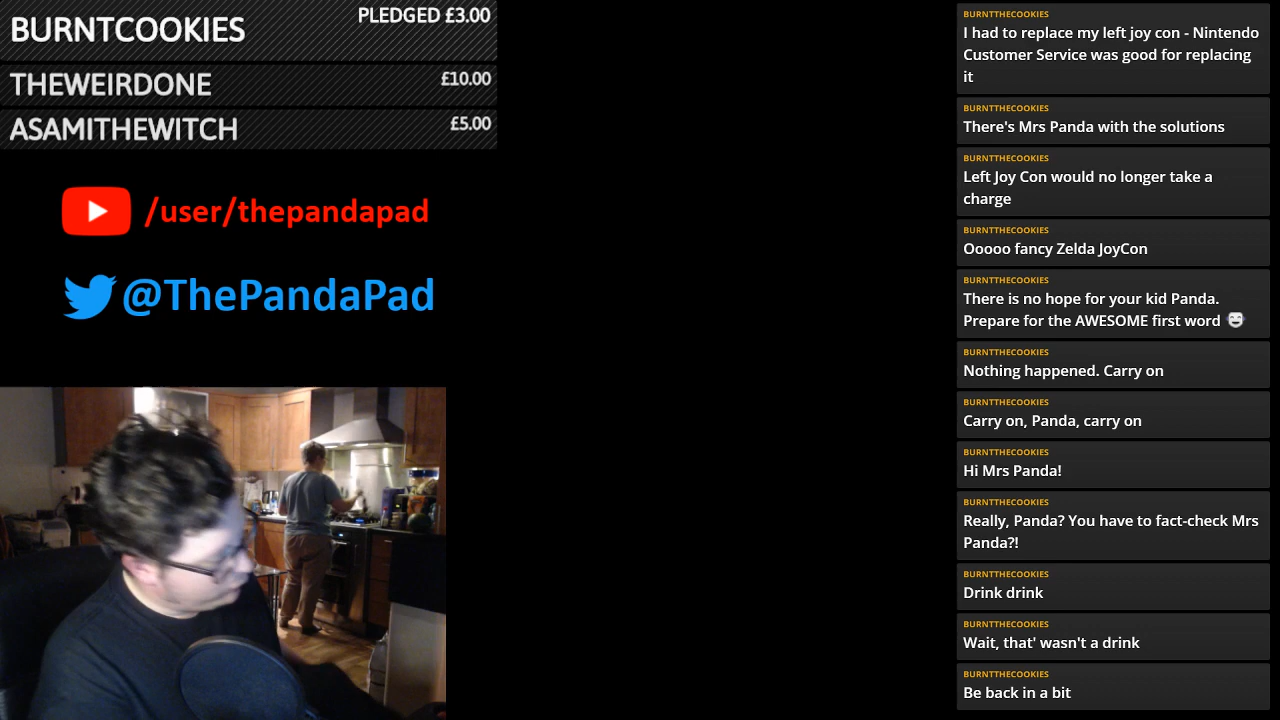 BURNTCOOKIES
PLEDGED £3.00
THEWEIRDONE
£10.00
ASAMITHEWITCH
£5.00
/user/thepandapad
@ThePandaPad
BURNTTHECOOKIES
I had to replace my left joy con - Nintendo
Customer Service was good for replacing
it
BURNTTHECOOKIES
There's Mrs Panda with the solutions
BURNTTHECOOKIES
Left Joy Con would no longer take a
charge
BURNTTHECOOKIES
Ooooo fancy Zelda JoyCon
BURNTTHECOOKIES
There is no hope for your kid Panda.
Prepare for the AWESOME first word
BURNTTHECOOKIES
Nothing happened. Carry on
BURNTTHECOOKIES
Carry on, Panda, carry on
BURNTTHECOOKIES
Hi Mrs Panda!
BURNTTHECOOKIES
Really, Panda? You have to fact-check Mrs
Panda?!
BURNTTHECOOKIES
Drink drink
BURNTTHECOOKIES
Wait, that' wasn't a drink
BURNTTHECOOKIES
Be back in a bit